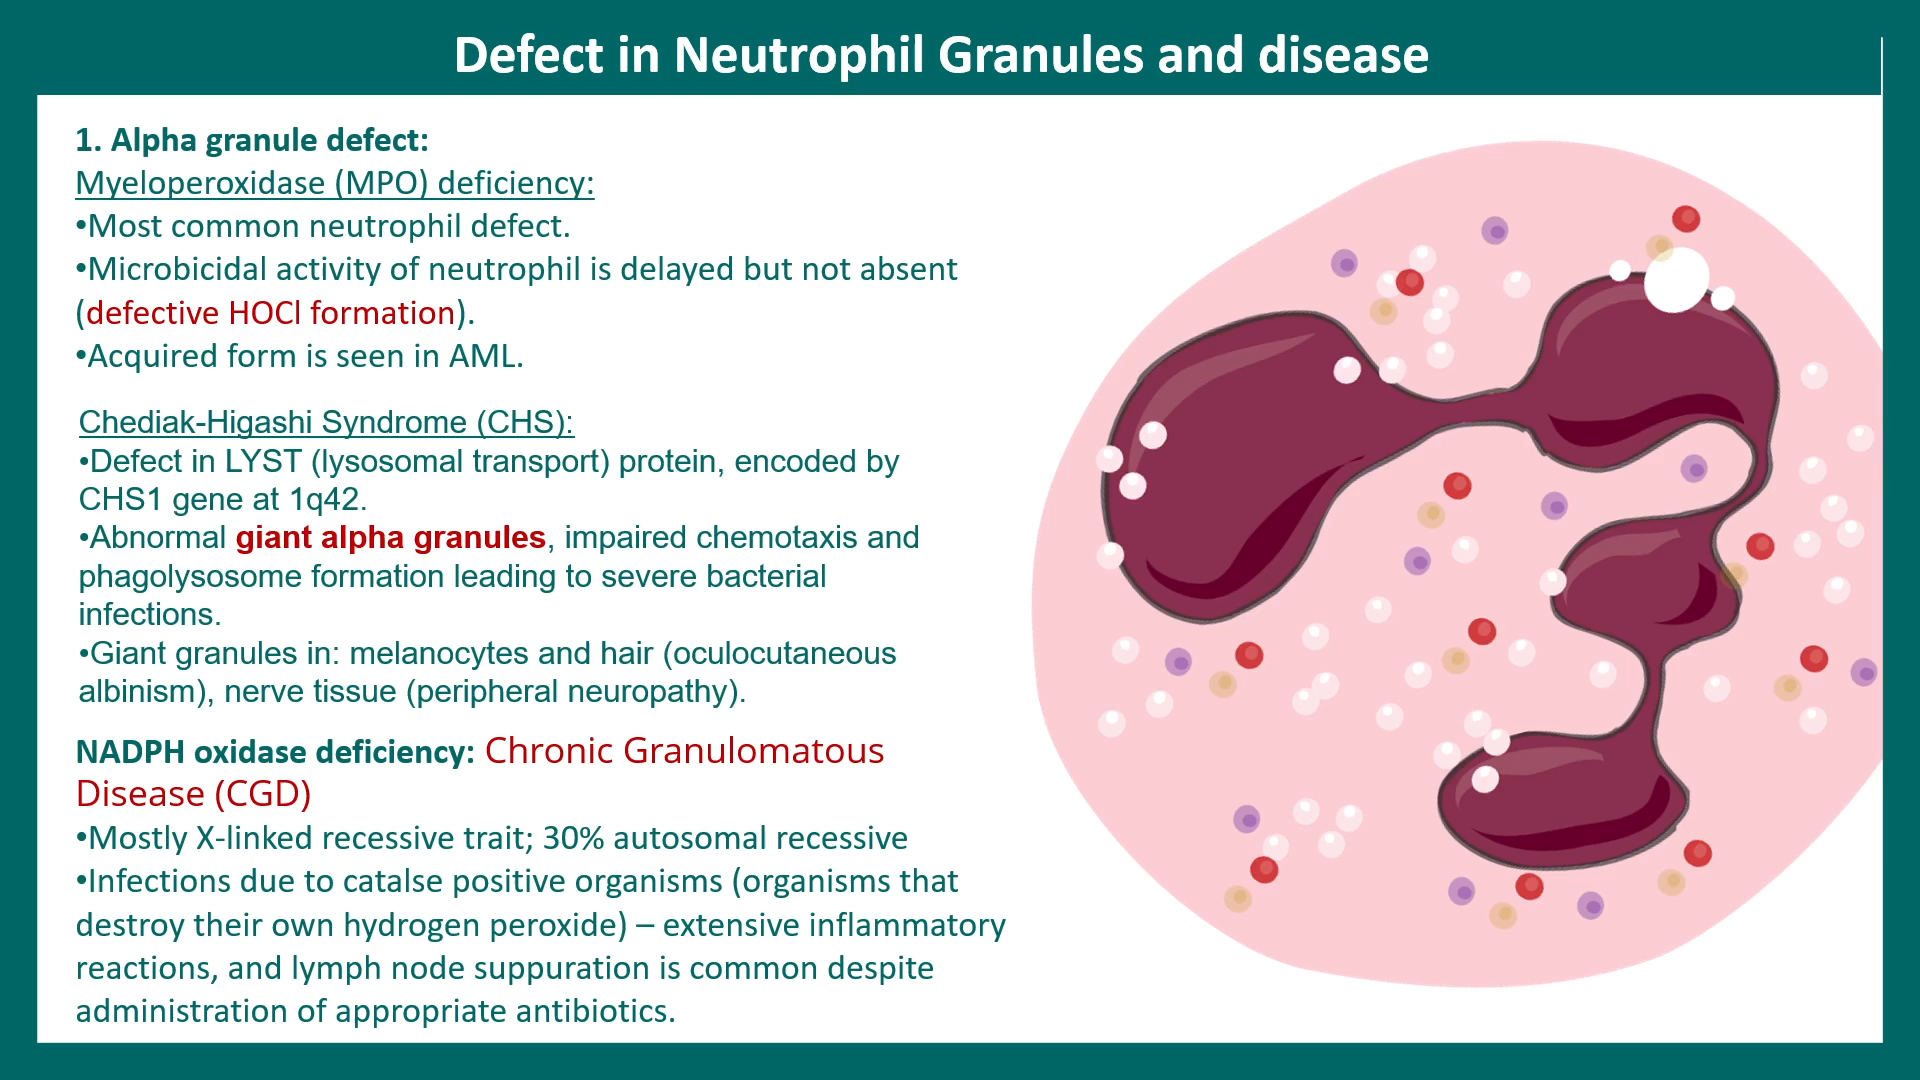 Defect in Neutrophil Granules and disease
1. Alpha granule defect:
Myeloperoxidase (MPO) deficiency:
•Most common neutrophil defect.
•Microbicidal activity of neutrophil is delayed but not absent
(defective HOCl formation).
•Acquired form is seen in AML.
Chediak-Higashi Syndrome (CHS):
•Defect in LYST (lysosomal transport) protein, encoded by
CHS1 gene at 1q42.
•Abnormal giant alpha granules, impaired chemotaxis and
phagolysosome formation leading to severe bacterial
infections.
•Giant granules in: melanocytes and hair (oculocutaneous
albinism), nerve tissue (peripheral neuropathy).
NADPH oxidase deficiency: Chronic Granulomatous
Disease (CGD)
•Mostly X-linked recessive trait; 30% autosomal recessive
•Infections due to catalse positive organisms (organisms that
destroy their own hydrogen peroxide) – extensive inflammatory
reactions, and lymph node suppuration is common despite
administration of appropriate antibiotics.